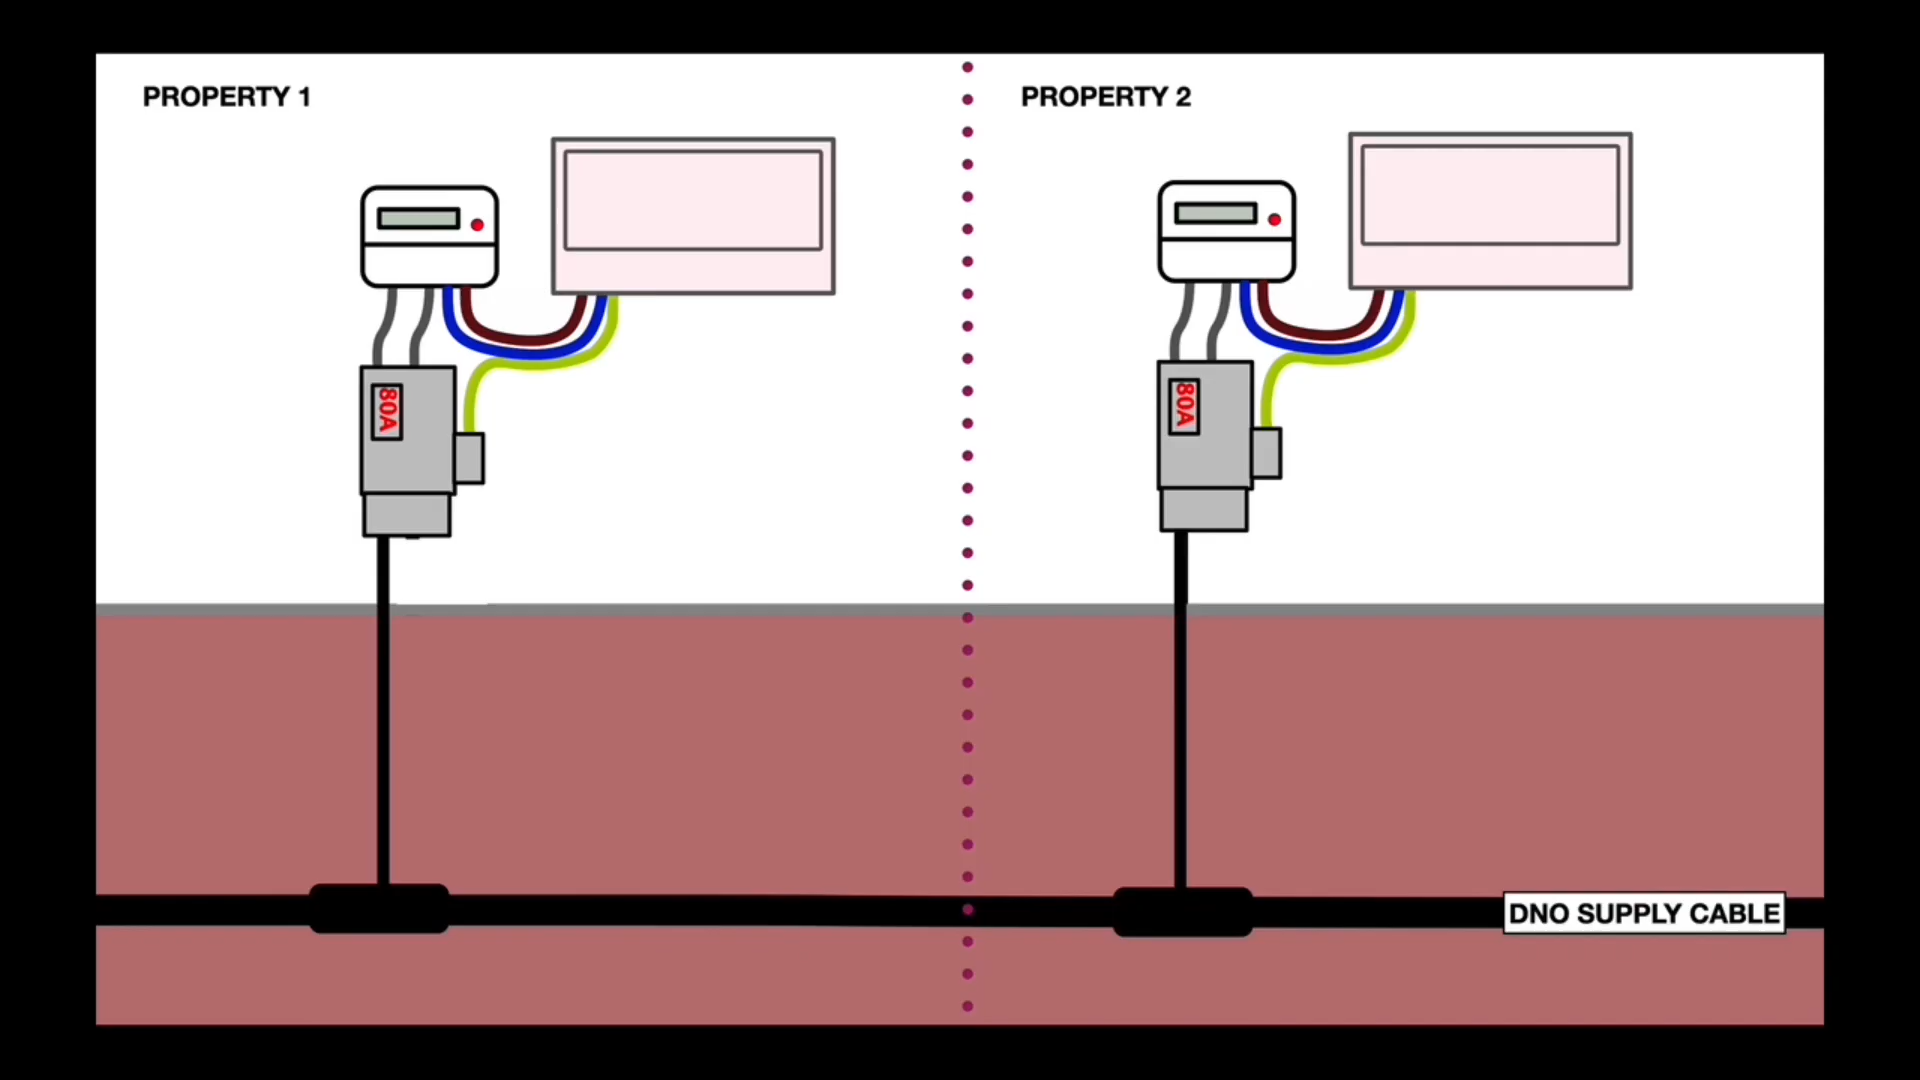 PROPERTY 1
PROPERTY 2
80A
80A
DNO SUPPLY CABLE